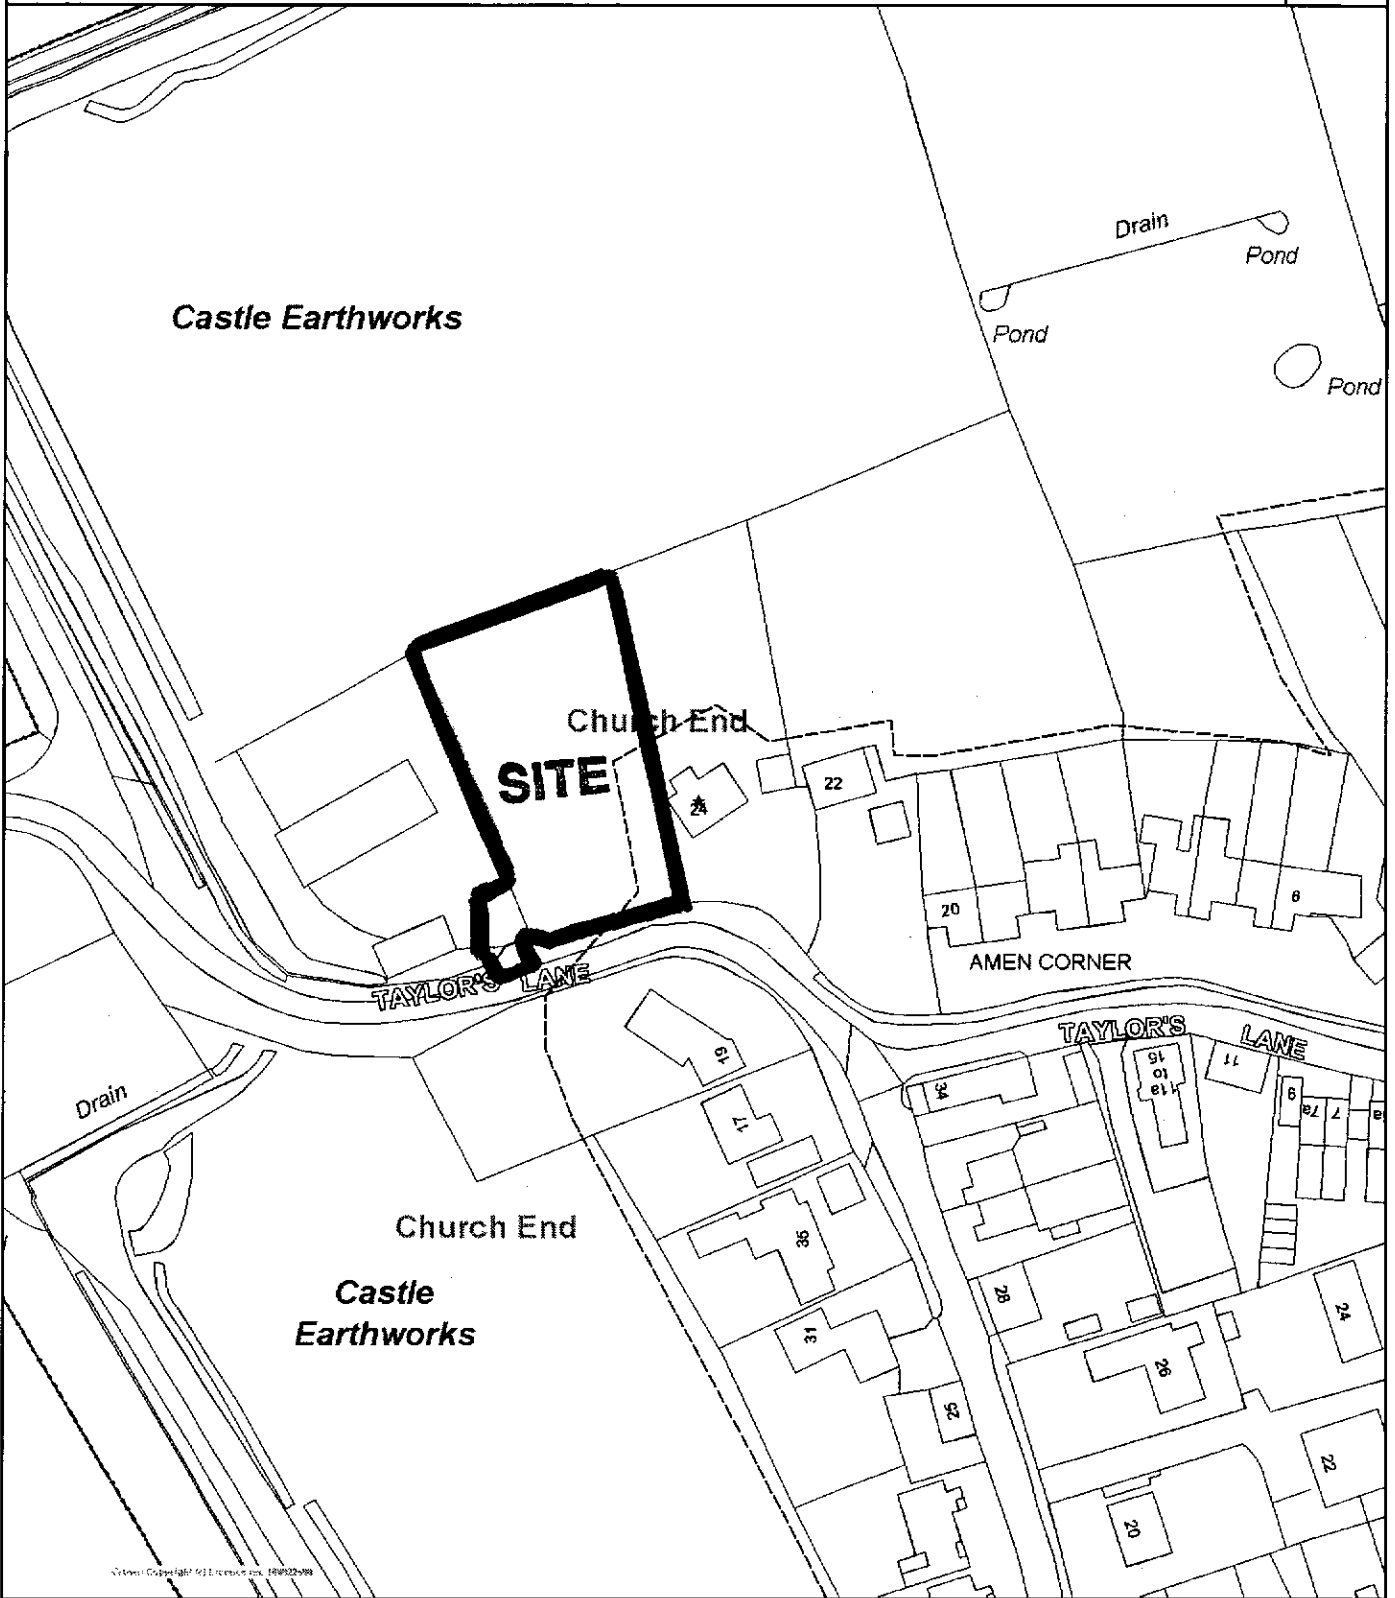 Drain
Pond
Castle Earthworks
Pond
Pond
Church End
SITE
22
24
20
6
AMEN CORNER
TAYLOR'S LANE
TAYLOR'S LANE
19
11
15
to
11a
34
9
7a
7
Drain
17
Church End
35
Castle
Earthworks
28
24
31
26
25
22
20